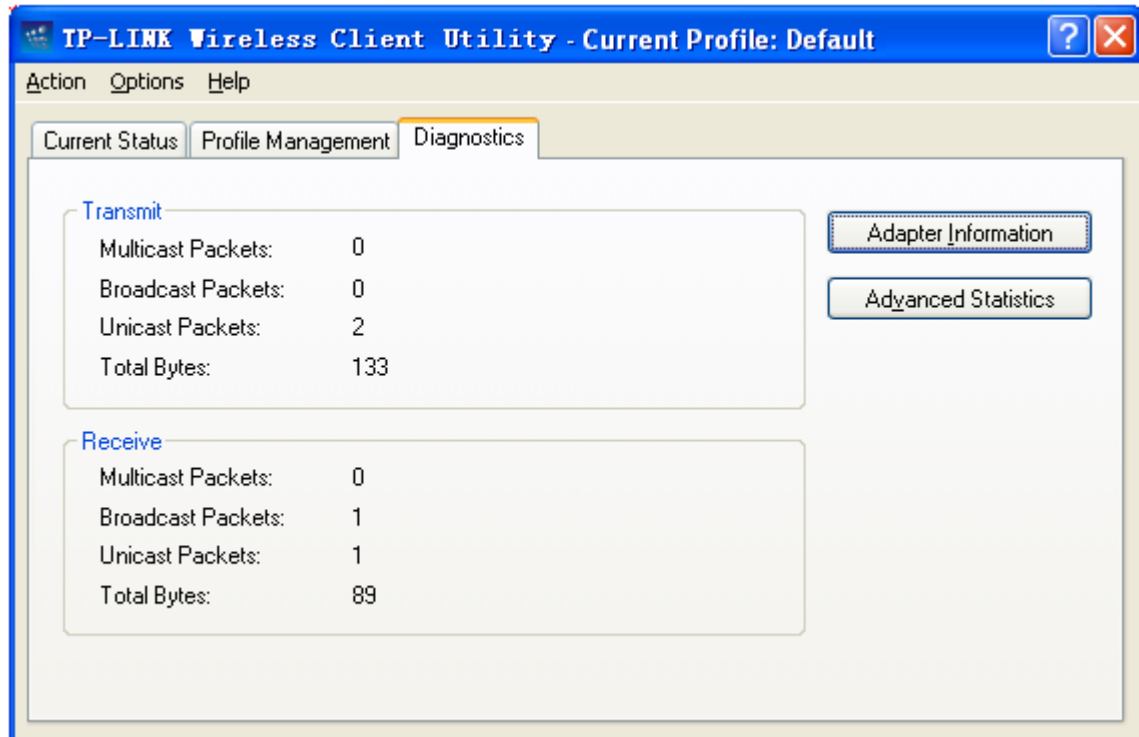 TP-LINK Wireless Client Utility - Current Profile: Default
Action Options Help
Current Status Profile Management Diagnostics
Transmit
Multicast Packets: 0
Broadcast Packets: 0
Unicast Packets: 2
Total Bytes: 133
Adapter Information
Advanced Statistics
Receive
Multicast Packets: 0
Broadcast Packets: 1
Unicast Packets: 1
Total Bytes: 89